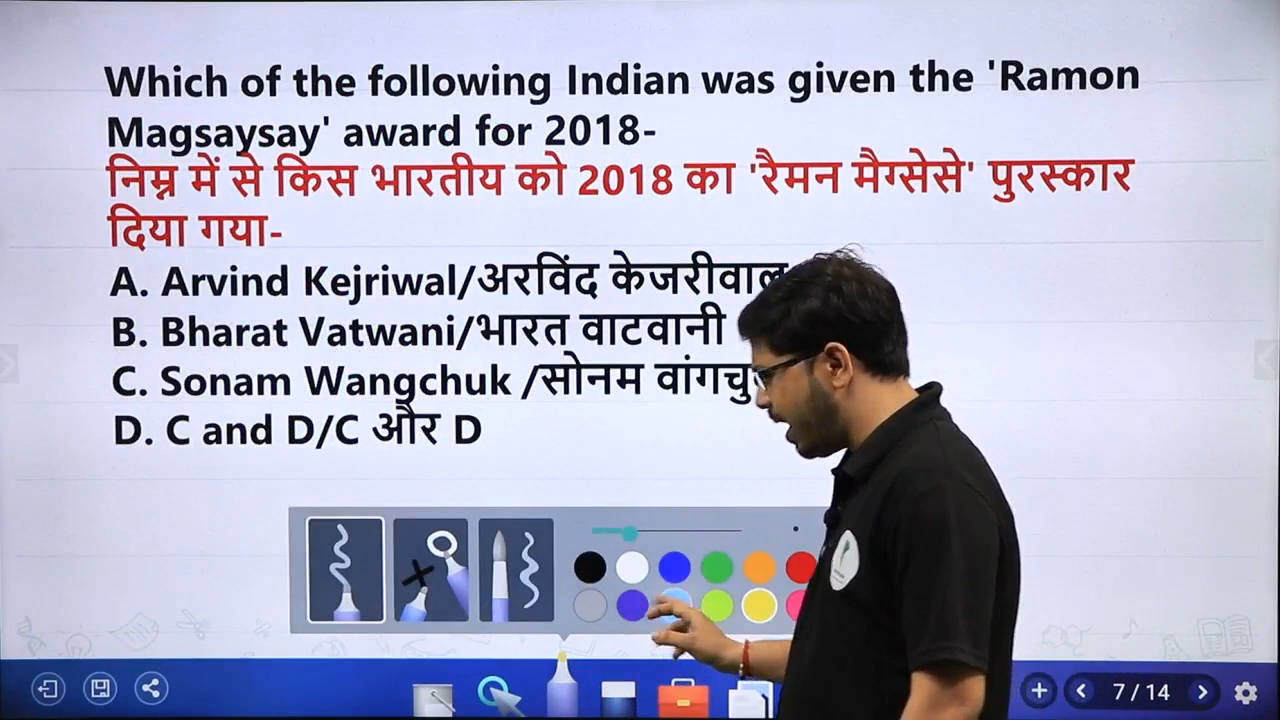 Which of the following Indian was given the 'Ramon
Magsaysay' award for 2018-
निम्न में से किस भारतीय को 2018 का 'रैमन मैग्सेसे' पुरस्कार
दिया गया-
A. Arvind Kejriwal/अरविंद केजरीवाल
B. Bharat Vatwani/भारत वाटवानी
C. Sonam Wangchuk /सोनम
D. C and D/C और D
7 / 14